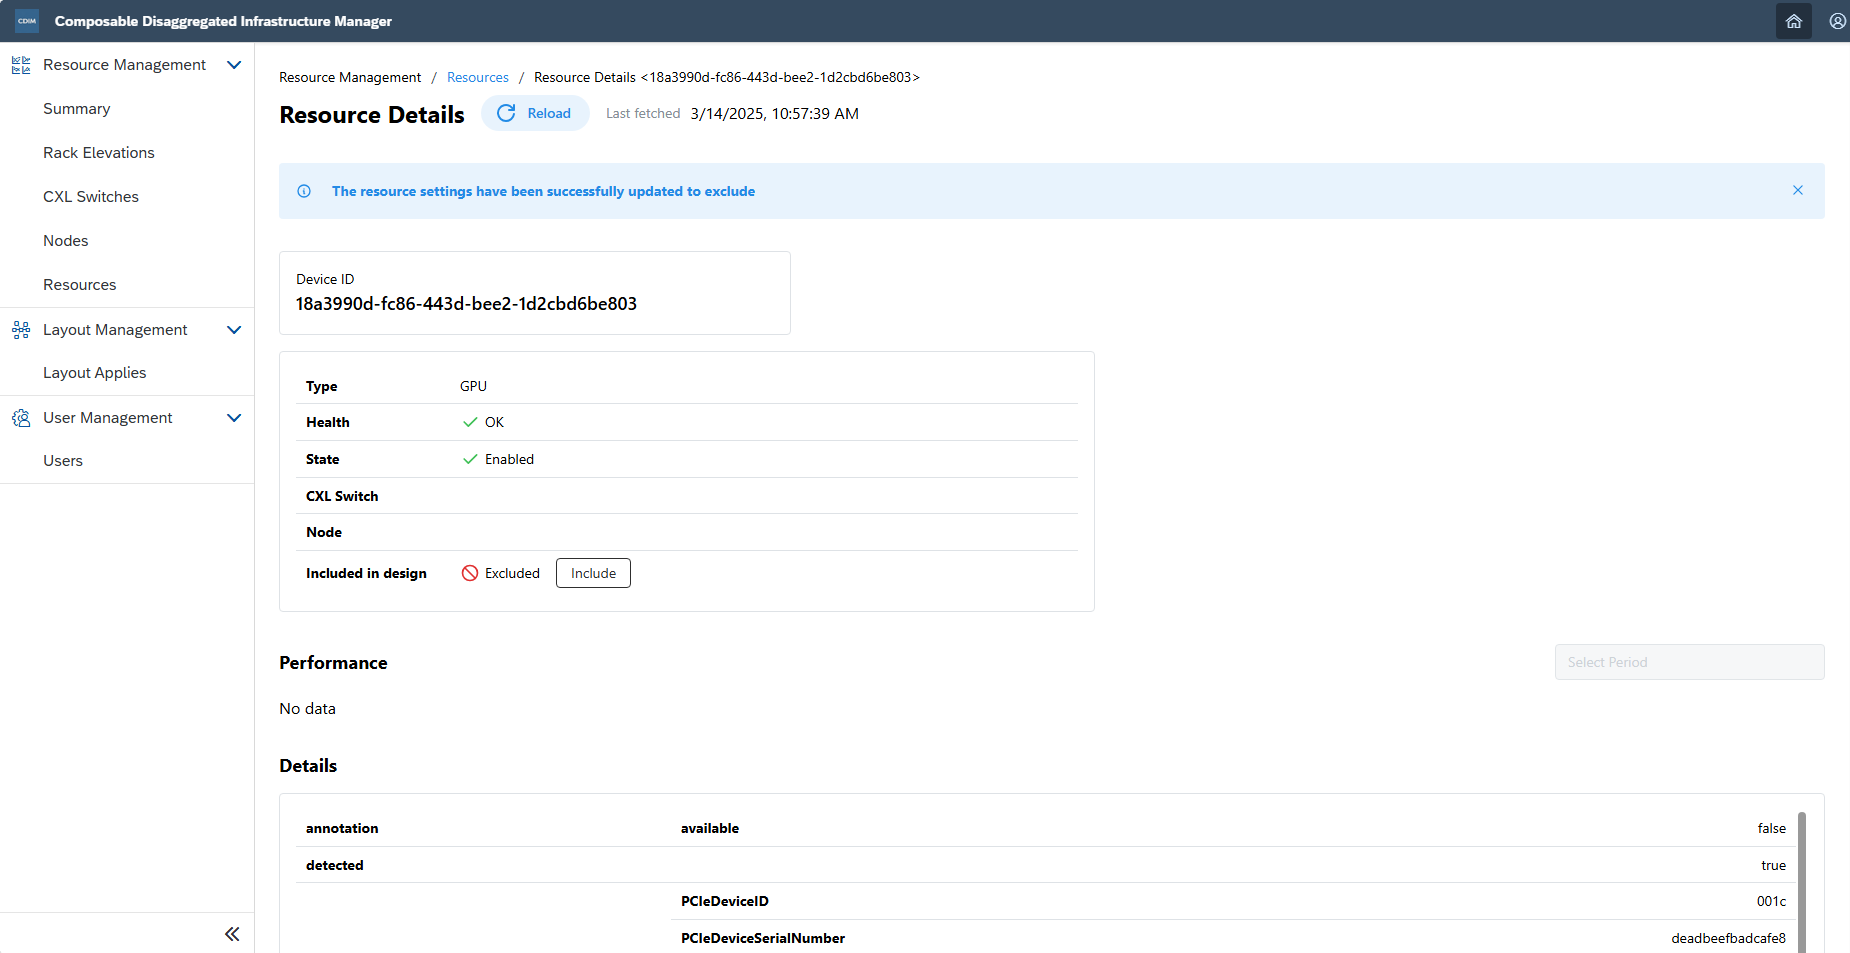 CDIM Composable Disaggregated Infrastructure Manager
Resource Management
Summary
Rack Elevations
CXL Switches
Nodes
Resources
Layout Management
Layout Applies
User Management
Users
Resource Management / Resources / Resource Details <18a3990d-fc86-443d-bee2-1d2cbd6be803>
Resource Details Reload Last fetched 3/14/2025, 10:57:39 AM
The resource settings have been successfully updated to exclude
Device ID
18a3990d-fc86-443d-bee2-1d2cbd6be803
Type GPU
Health OK
State Enabled
CXL Switch
Node
Included in design Excluded Include
Performance Select Period
No data
Details
annotation available false
detected true
PCIeDeviceID 001c
PCIeDeviceSerialNumber deadbeefbadcafe8